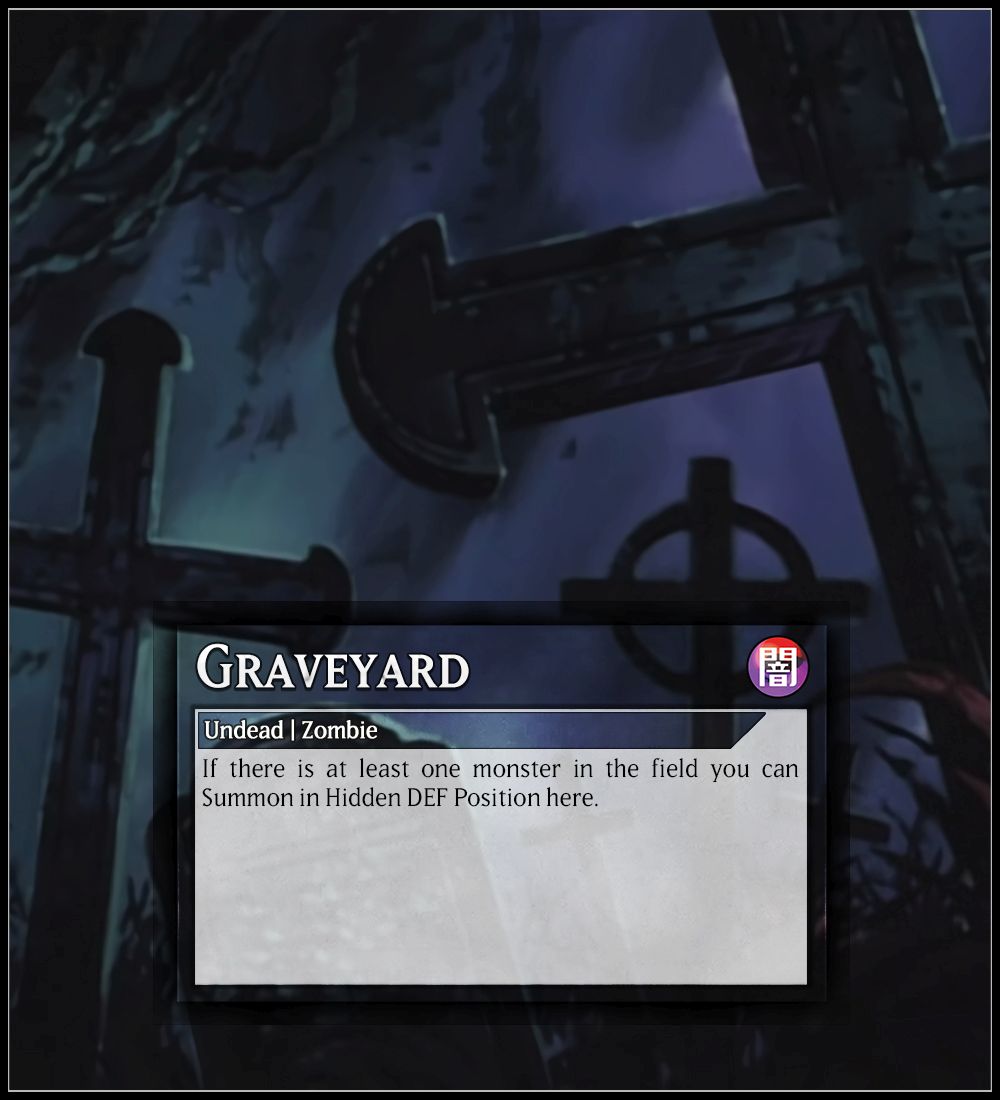 Graveyard
闇
Undead | Zombie
If there is at least one monster in the field you can
Summon in Hidden DEF Position here.